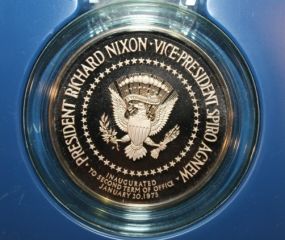 PRESIDENT RICHARD NIXON · VICE-PRESIDENT SPIRO AGNEW ·
INAUGURATED
TO SECOND TERM OF OFFICE
JANUARY 20, 1973